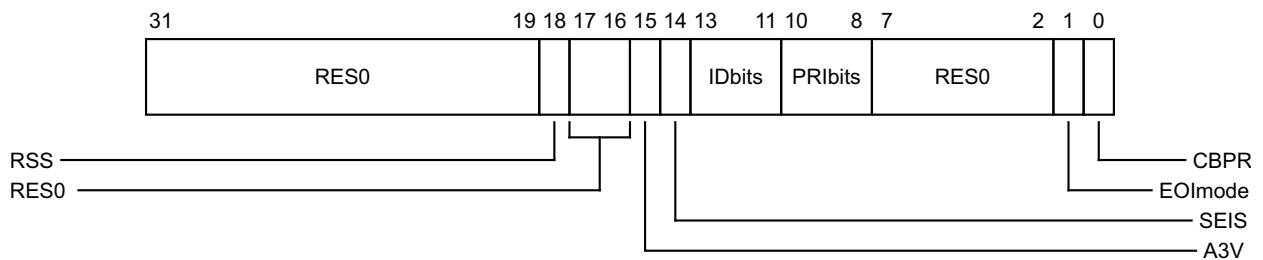 31 19 18 17 16 15 14 13 11 10 8 7 2 1 0
RES0 IDbits PRIbits RES0
RSS CBPR
RES0 EOImode
SEIS
A3V